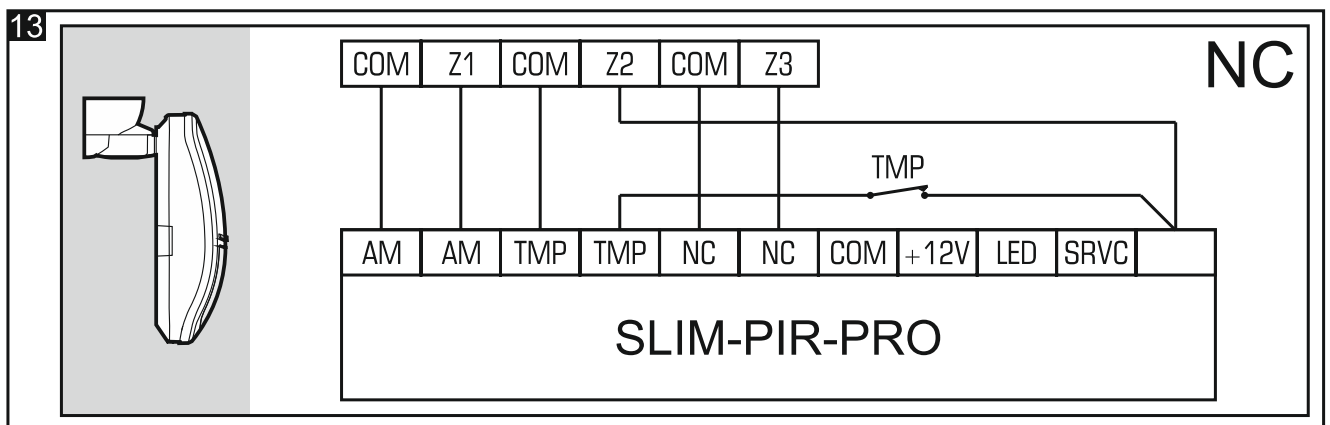 13
NC
COM Z1 COM Z2 COM Z3
TMP
AM AM TMP TMP NC NC COM +12V LED SRVC
SLIM-PIR-PRO